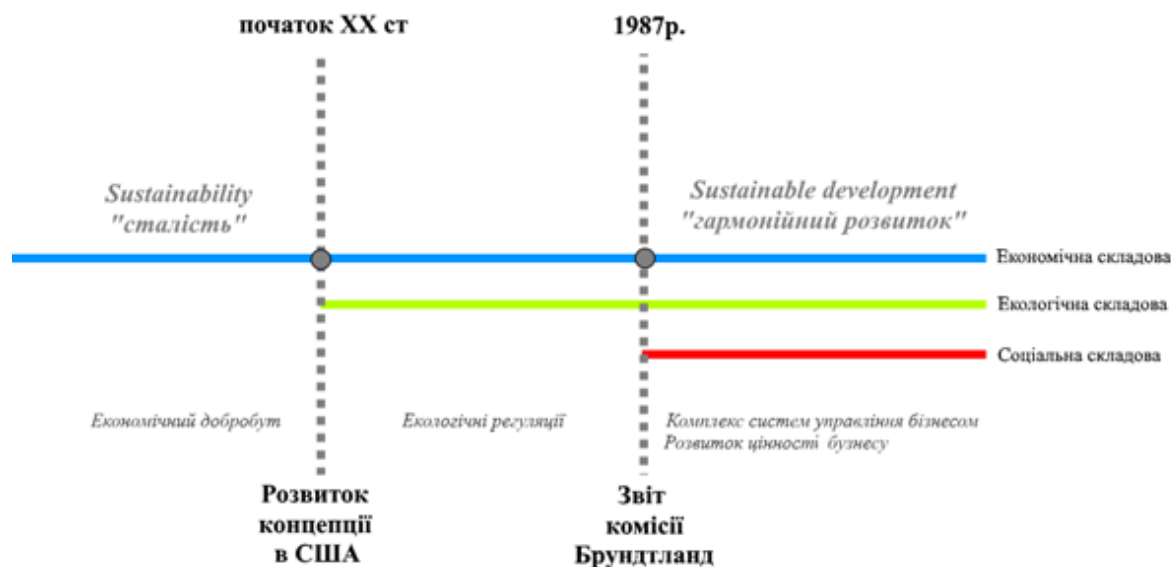 початок XX ст
1987р.
Sustainability
"сталість"
Sustainable development
"гармонійний розвиток"
Економічна складова
Екологічна складова
Соціальна складова
Економічний добробут
Екологічні регуляції
Комплекс систем управління бізнесом
Розвиток цінності бузнесу
Розвиток
концепції
в США
Звіт
комісії
Брундтланд